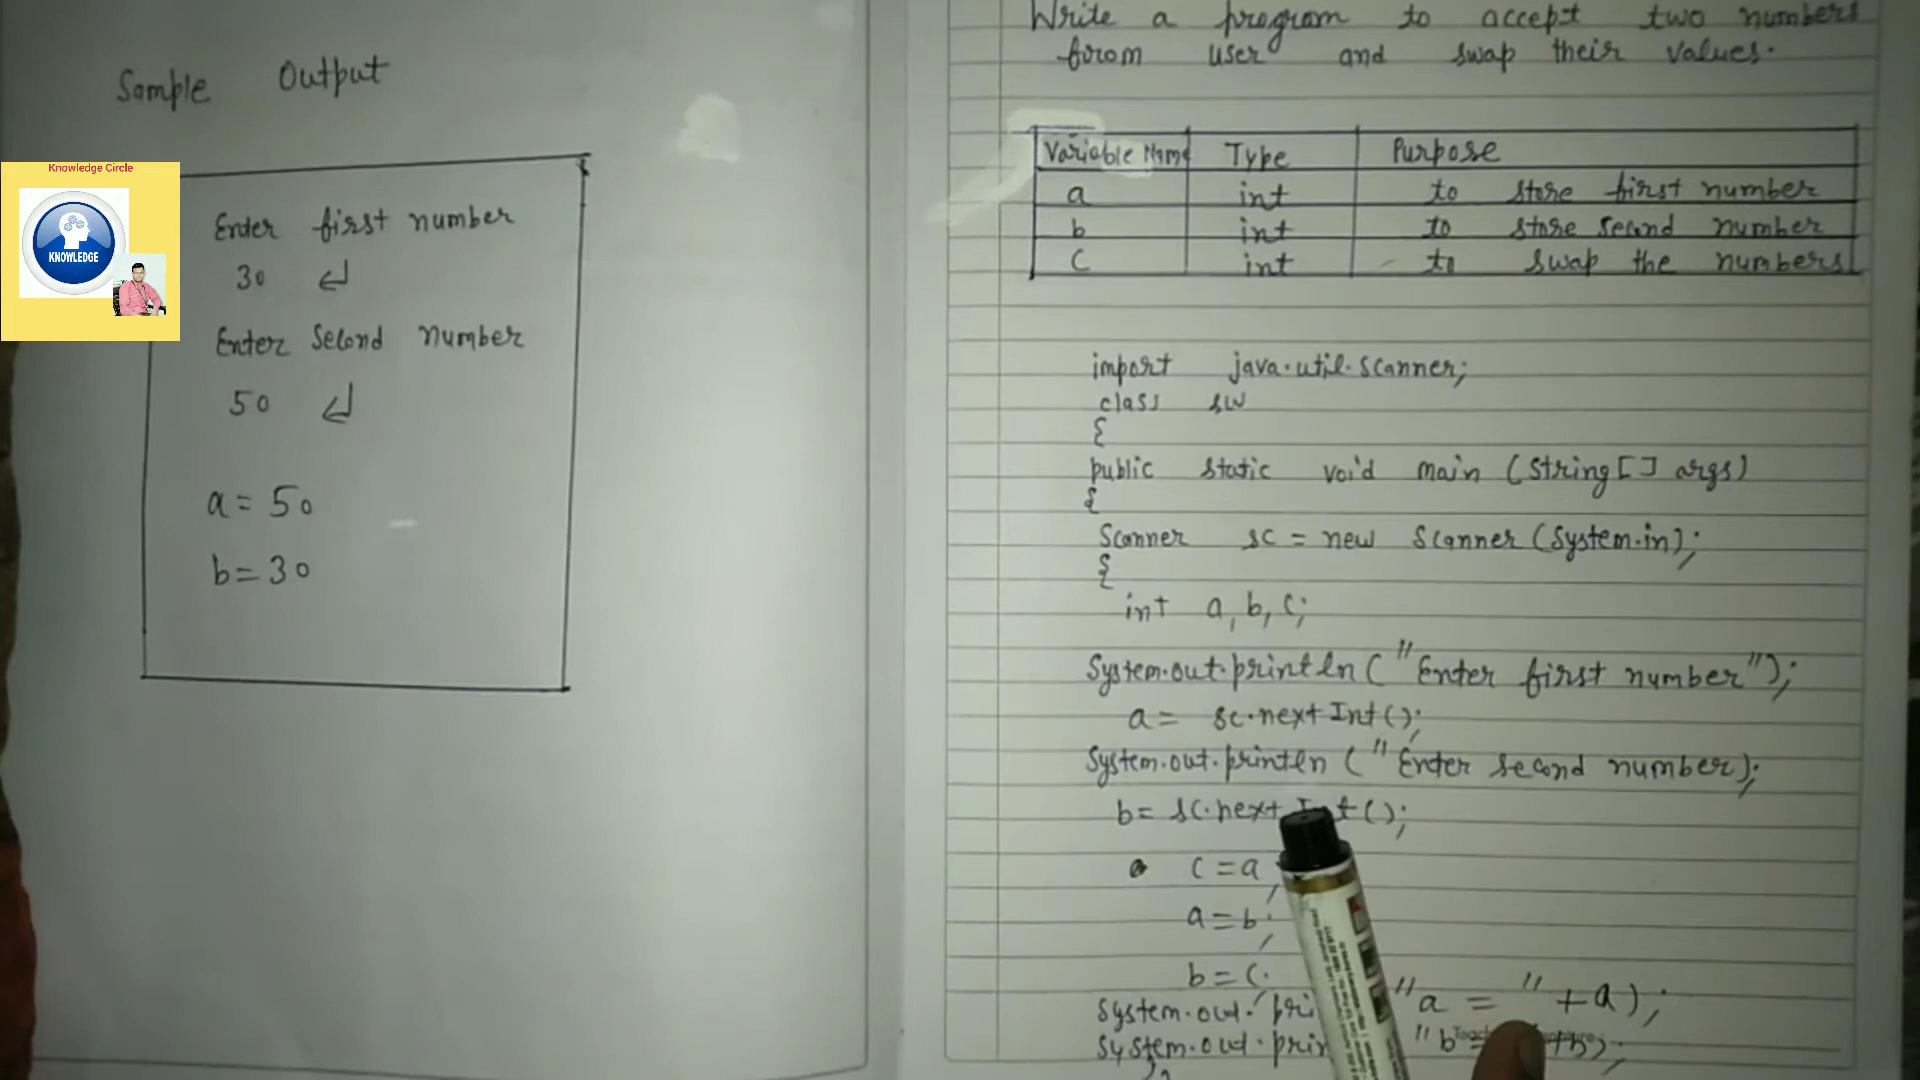 Sample Output
Knowledge Circle
KNOWLEDGE
Enter first number
30
Enter Second number
50
a = 50
b = 30
Write a program to accept two numbers
from user and swap their values.
Variable Name Type Purpose
a int to store first number
b int to store second number
C int to swap the numbers
import java.util.scanner;
class sw
{
public static void main (String[] args)
{
Scanner sc = new Scanner (System.in);
{
int a, b, c;
System.out.println ("Enter first number");
a = sc.nextInt();
System.out.println ("Enter second number);
b = sc.nextInt();
c = a;
a = b;
b = c;
System.out.pri "a = " + a);
System.out.prin "b = +b);